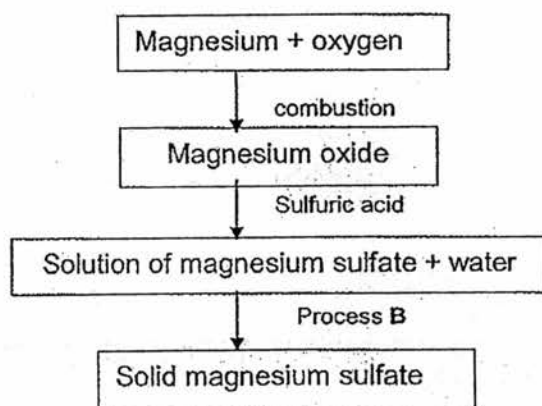 Magnesium + oxygen
combustion
Magnesium oxide
Sulfuric acid
Solution of magnesium sulfate + water
Process B
Solid magnesium sulfate